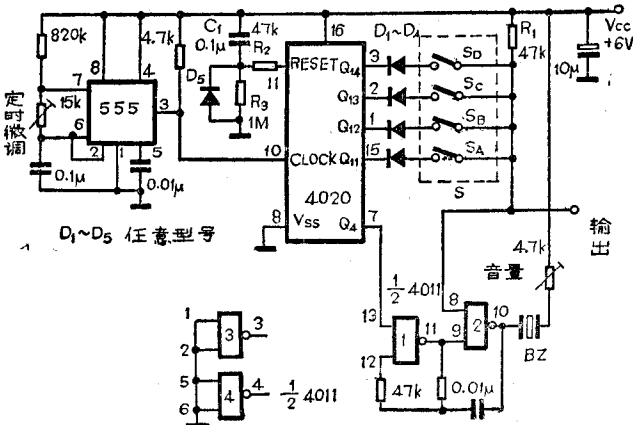 820k
4.7k
C₁
0.1μ
47k
R₂
16
D₁~D₄
R₁
47k
Vcc
+6V
10μ
8
4
7
定时微调
15k
555
3
6
2
1
5
0.1μ
0.01μ
D₅
R₃
1M
11
RESET
Q₁₄
3
S_D
Q₁₃
2
S_C
Q₁₂
1
S_B
10
CLOCK
Q₁₁
15
S_A
S
4020
8
Vss
Q₄
7
D₁~D₅ 任意型号
输出
4.7k
音量
½ 4011
13
1
11
12
8
9
2
10
BZ
47k
0.01μ
1
2
3
3
5
6
4
4
½ 4011